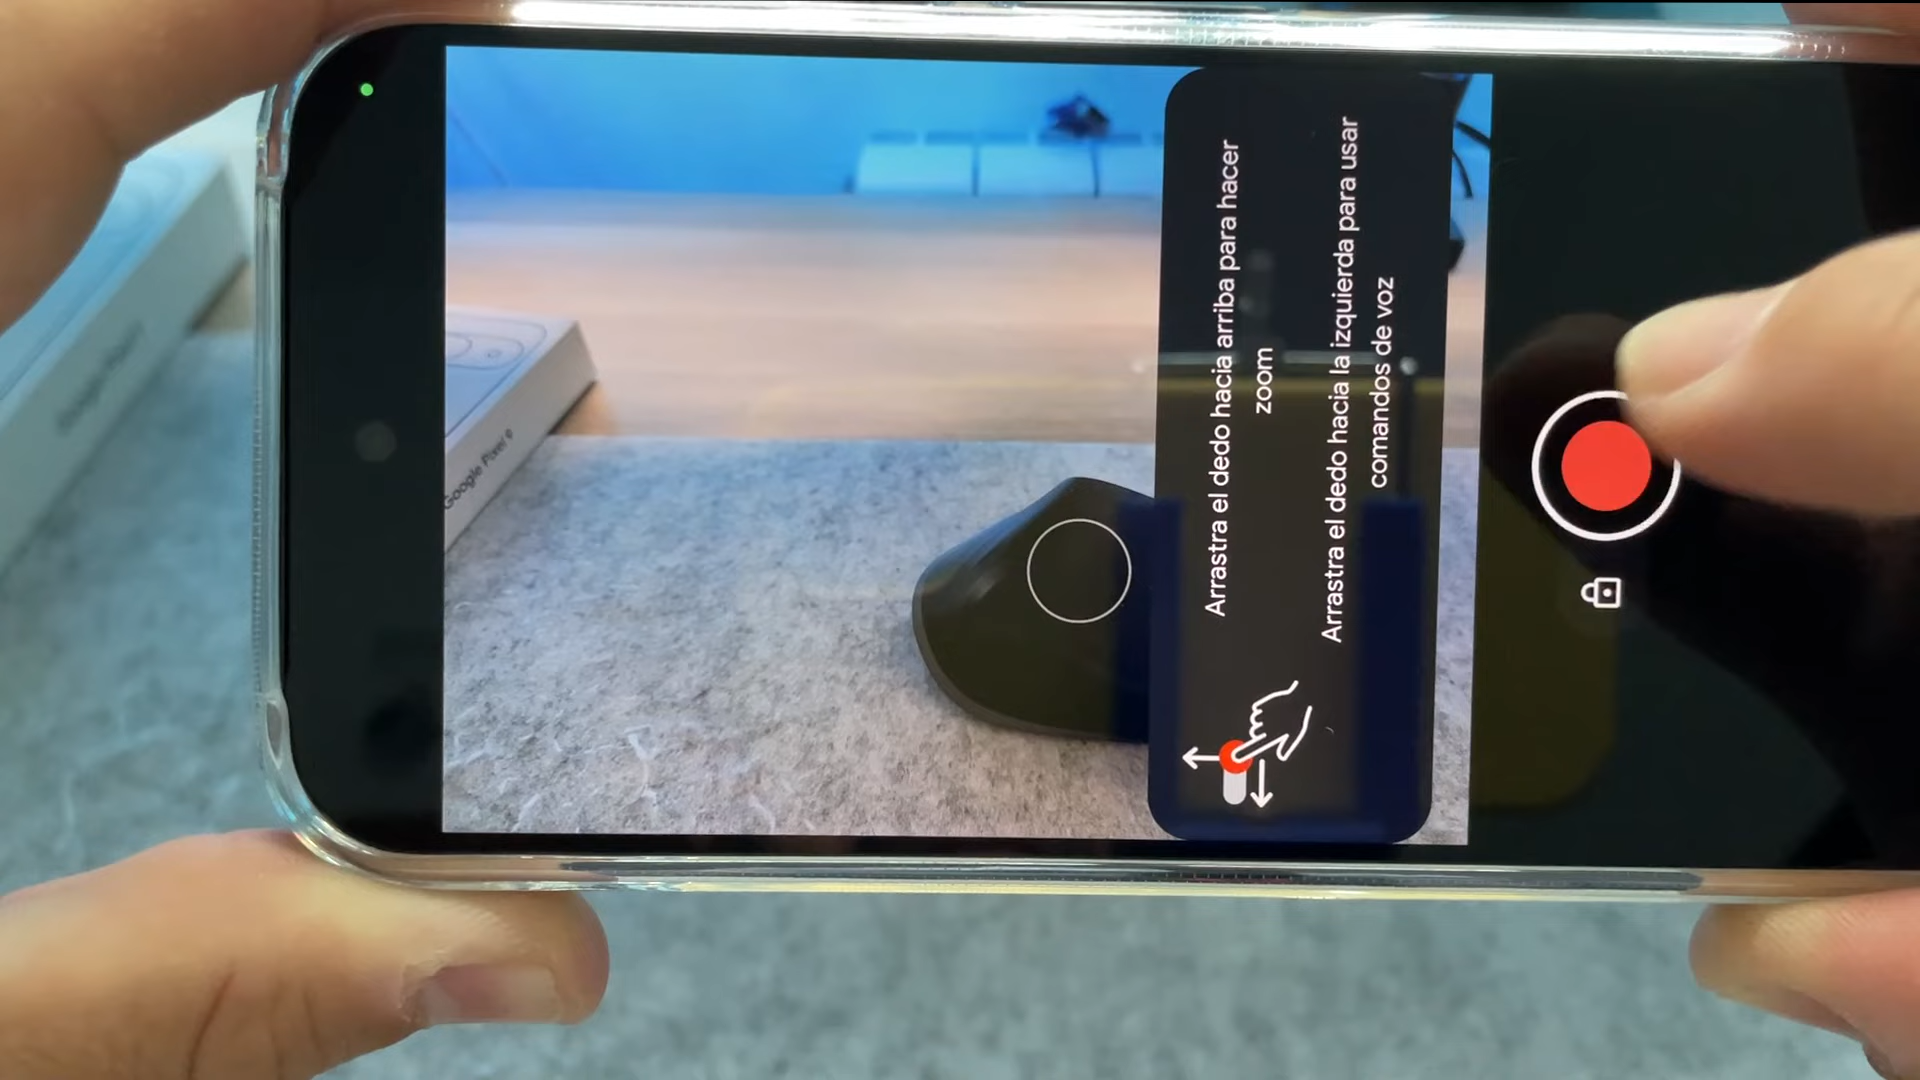 Arrastra el dedo hacia arriba para hacer
zoom
Arrastra el dedo hacia la izquierda para usar
comandos de voz
Google Pixel 9